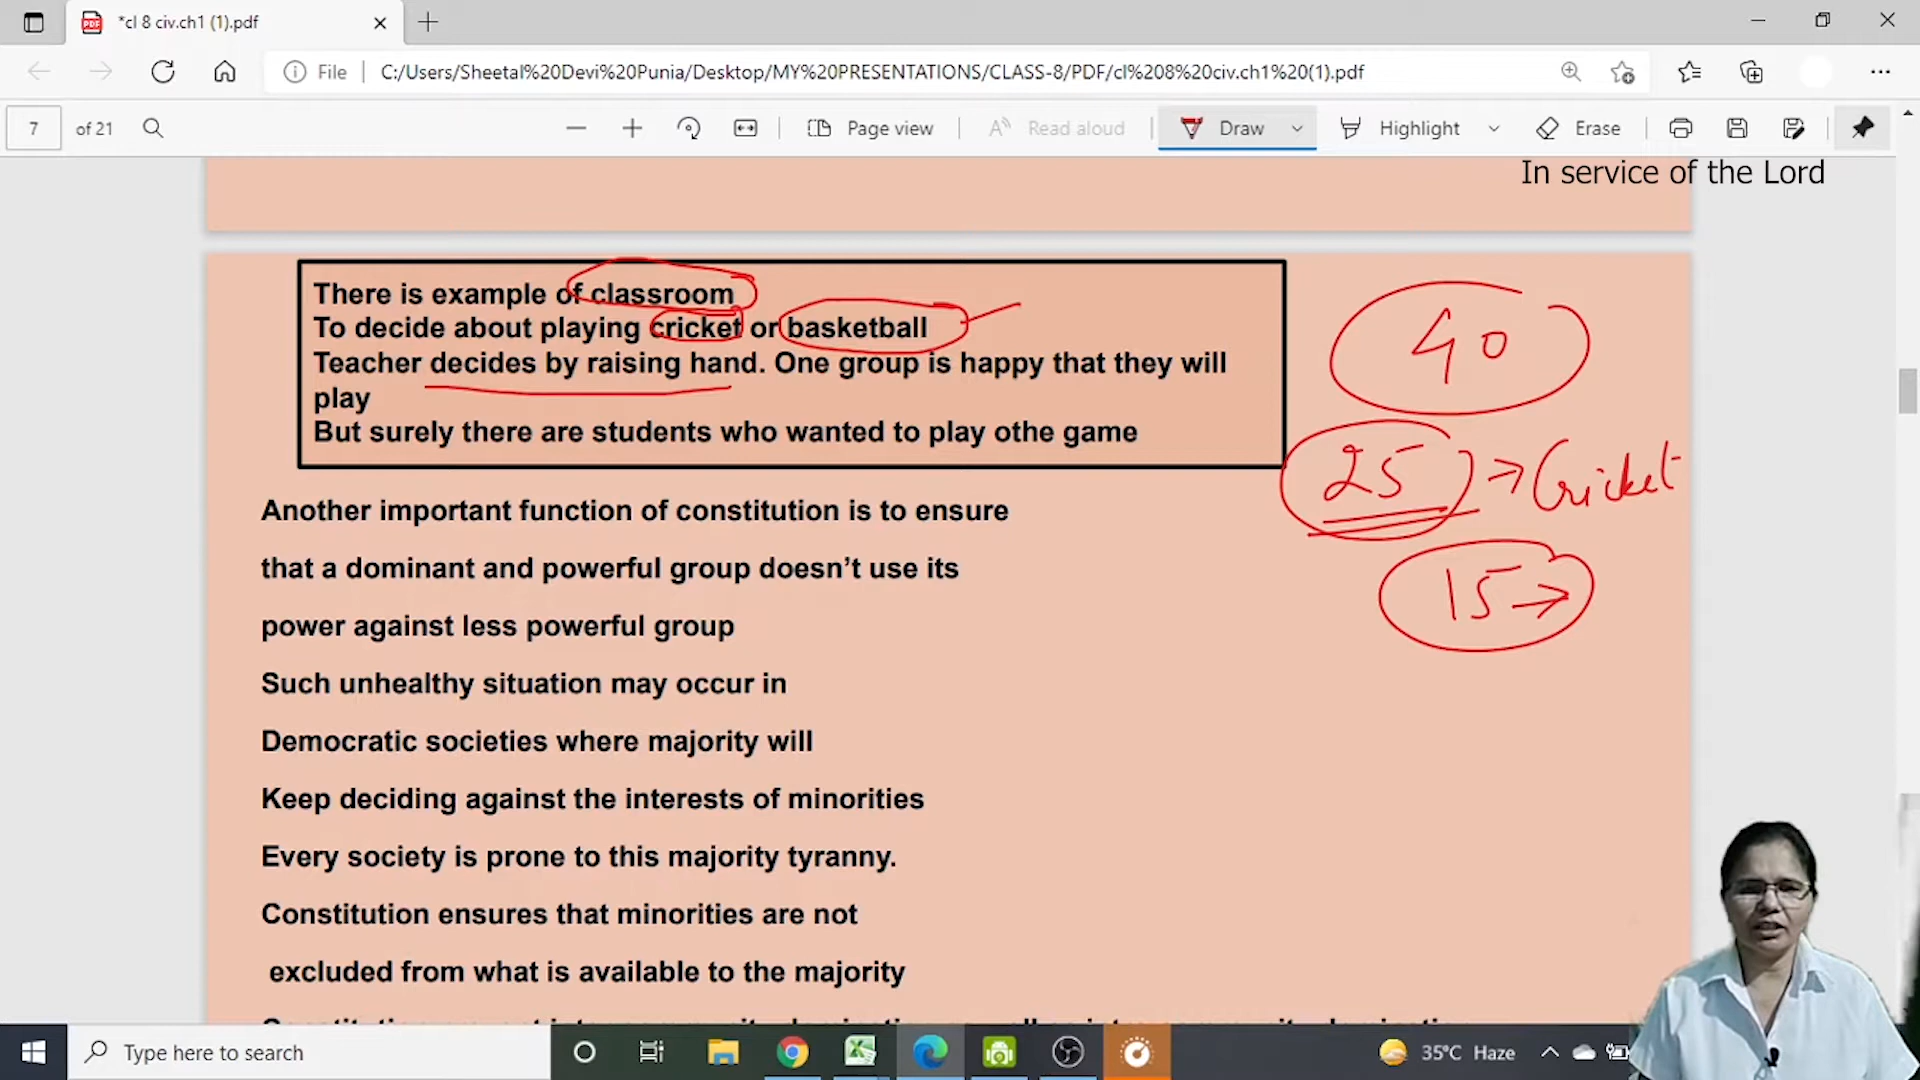 *cl 8 civ.ch1 (1).pdf
File C:/Users/Sheetal%20Devi%20Punia/Desktop/MY%20PRESENTATIONS/CLASS-8/PDF/cl%208%20civ.ch1%20(1).pdf
7 of 21 Page view Read aloud Draw Highlight Erase
In service of the Lord
There is example of classroom
To decide about playing cricket or basketball
Teacher decides by raising hand. One group is happy that they will
play
But surely there are students who wanted to play othe game
40
25 → Cricket
15 →
Another important function of constitution is to ensure
that a dominant and powerful group doesn’t use its
power against less powerful group
Such unhealthy situation may occur in
Democratic societies where majority will
Keep deciding against the interests of minorities
Every society is prone to this majority tyranny.
Constitution ensures that minorities are not
excluded from what is available to the majority
Type here to search
35°C Haze